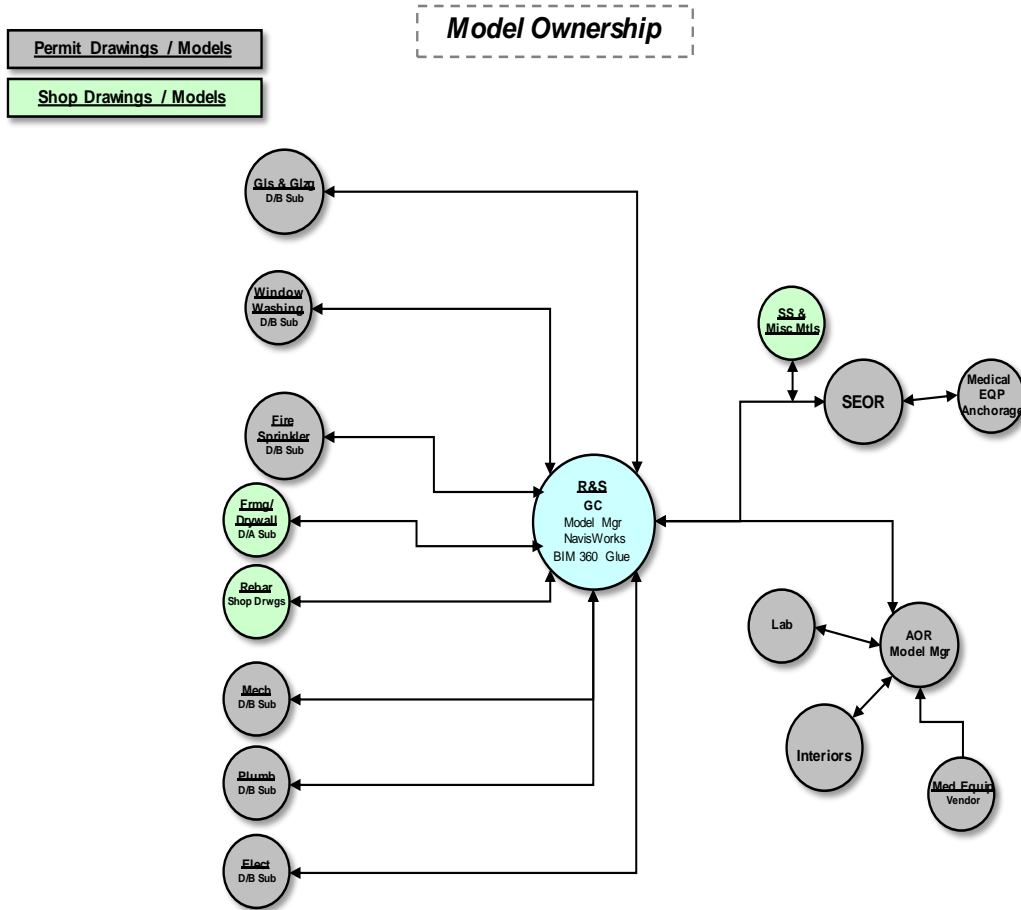 Model Ownership
Permit Drawings / Models
Shop Drawings / Models
Gls & Glzg
D/B Sub
Window
Washing
D/B Sub
Fire
Sprinkler
D/B Sub
Frmg/
Drywall
D/A Sub
Rebar
Shop Drwgs
Mech
D/B Sub
Plumb
D/B Sub
Elect
D/B Sub
R&S
GC
Model Mgr
NavisWorks
BIM 360 Glue
SS &
Misc Mtls
SEOR
Medical
EQP
Anchorage
Lab
AOR
Model Mgr
Interiors
Med Equip
Vendor